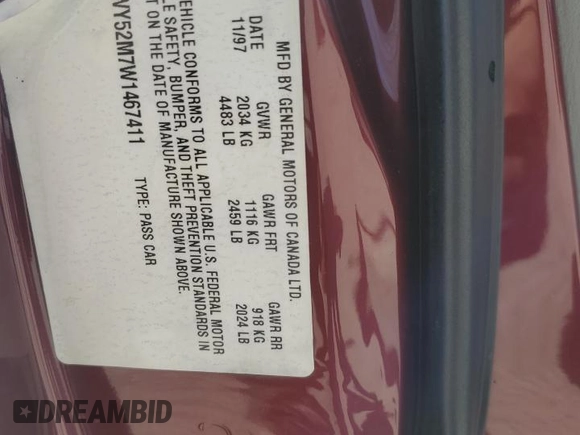 MFD BY GENERAL MOTORS OF CANADA LTD.
DATE GVWR GAWR FRT GAWR RR
11/97 2034 KG 1116 KG 918 KG
4483 LB 2459 LB 2024 LB
VEHICLE CONFORMS TO ALL APPLICABLE U.S. FEDERAL MOTOR
SAFETY, BUMPER, AND THEFT PREVENTION STANDARDS IN
ON THE DATE OF MANUFACTURE SHOWN ABOVE.
VY52M7W1467411 TYPE: PASS CAR
DREAMBID